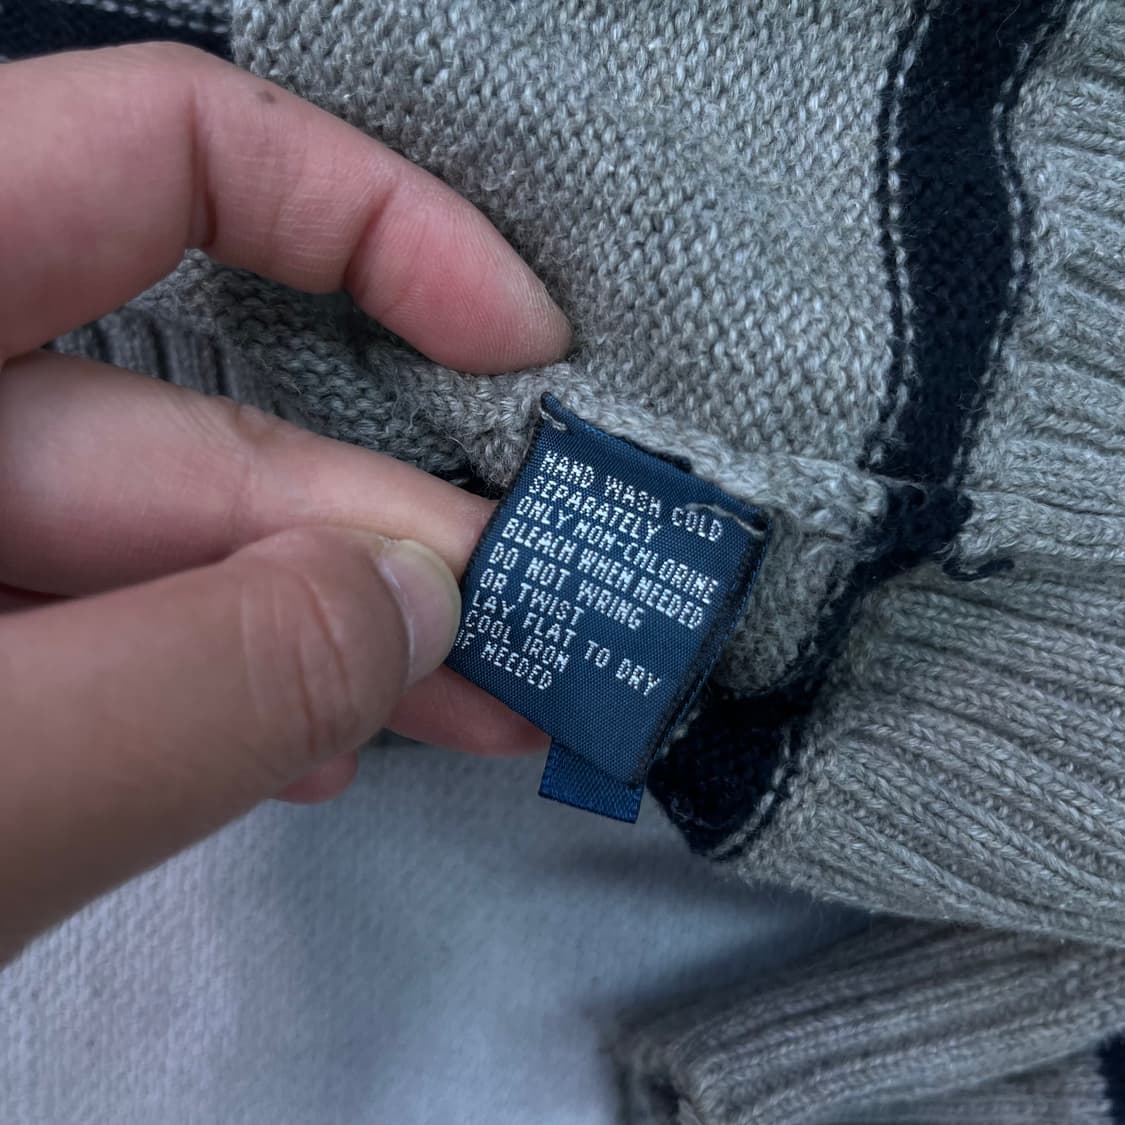 HAND WASH COLD
SEPARATELY
ONLY NON-CHLORINE
BLEACH WHEN NEEDED
DO NOT WRING
OR TWIST
LAY FLAT TO DRY
COOL IRON
IF NEEDED